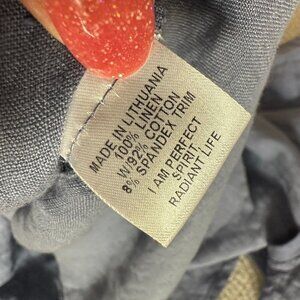 MADE IN LITHUANIA
100% LINEN
W/92% COTTON
8% SPANDEX TRIM
I AM PERFECT
SPIRIT
RADIANT LIFE